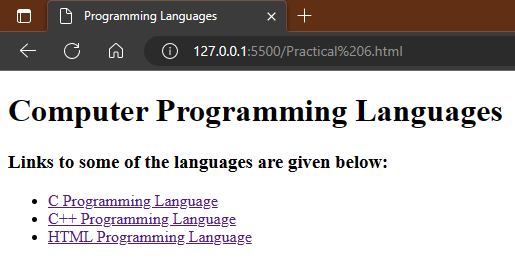 Programming Languages
127.0.0.1:5500/Practical%206.html
Computer Programming Languages
Links to some of the languages are given below:
C Programming Language
C++ Programming Language
HTML Programming Language